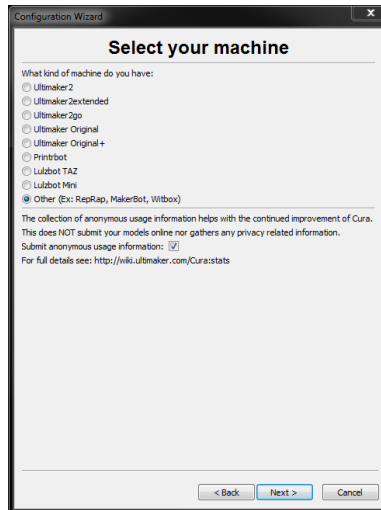 Configuration Wizard
x
Select your machine
What kind of machine do you have:
Ultimaker2
Ultimaker2extended
Ultimaker2go
Ultimaker Original
Ultimaker Original+
Printrbot
Lulzbot TAZ
Lulzbot Mini
Other (Ex: RepRap, MakerBot, Witbox)
The collection of anonymous usage information helps with the continued improvement of Cura.
This does NOT submit your models online nor gathers any privacy related information.
Submit anonymous usage information:
For full details see: http://wiki.ultimaker.com/Cura:stats
< Back Next > Cancel